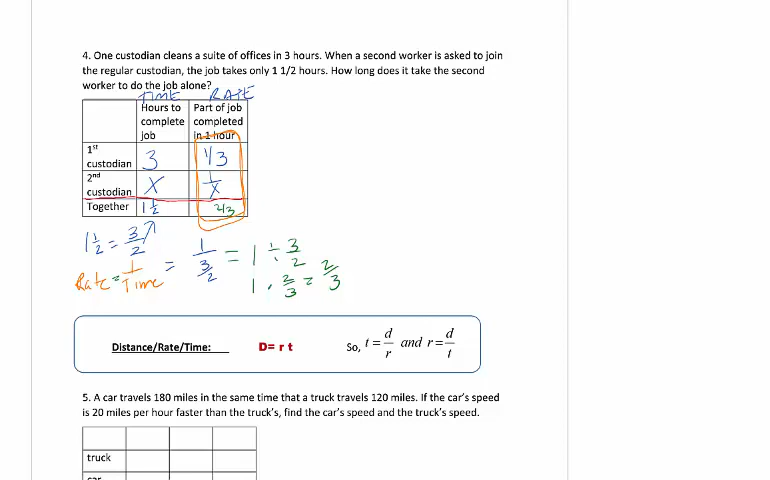 4. One custodian cleans a suite of offices in 3 hours. When a second worker is asked to join
the regular custodian, the job takes only 1 1/2 hours. How long does it take the second
worker to do the job alone?
TIME RATE
Hours to complete job Part of job completed in 1 hour
1st custodian 3 1/3
2nd custodian X 1/X
Together 1 1/2 2/3
1 1/2 = 3/2
Rate = 1/Time = 1/(3/2) = 1 ÷ 3/2
1 · 2/3 = 2/3
Distance/Rate/Time: D= r t So, t = d/r and r = d/t
5. A car travels 180 miles in the same time that a truck travels 120 miles. If the car's speed
is 20 miles per hour faster than the truck's, find the car's speed and the truck's speed.
truck
car